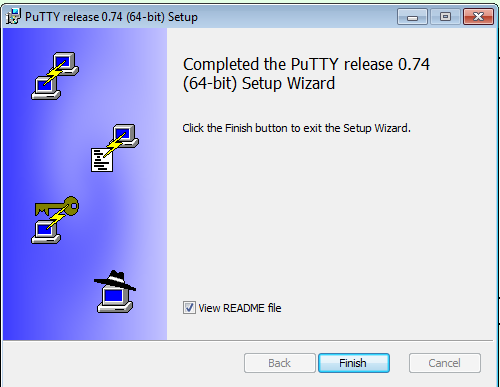 PuTTY release 0.74 (64-bit) Setup
Completed the PuTTY release 0.74
(64-bit) Setup Wizard
Click the Finish button to exit the Setup Wizard.
View README file
Back
Finish
Cancel